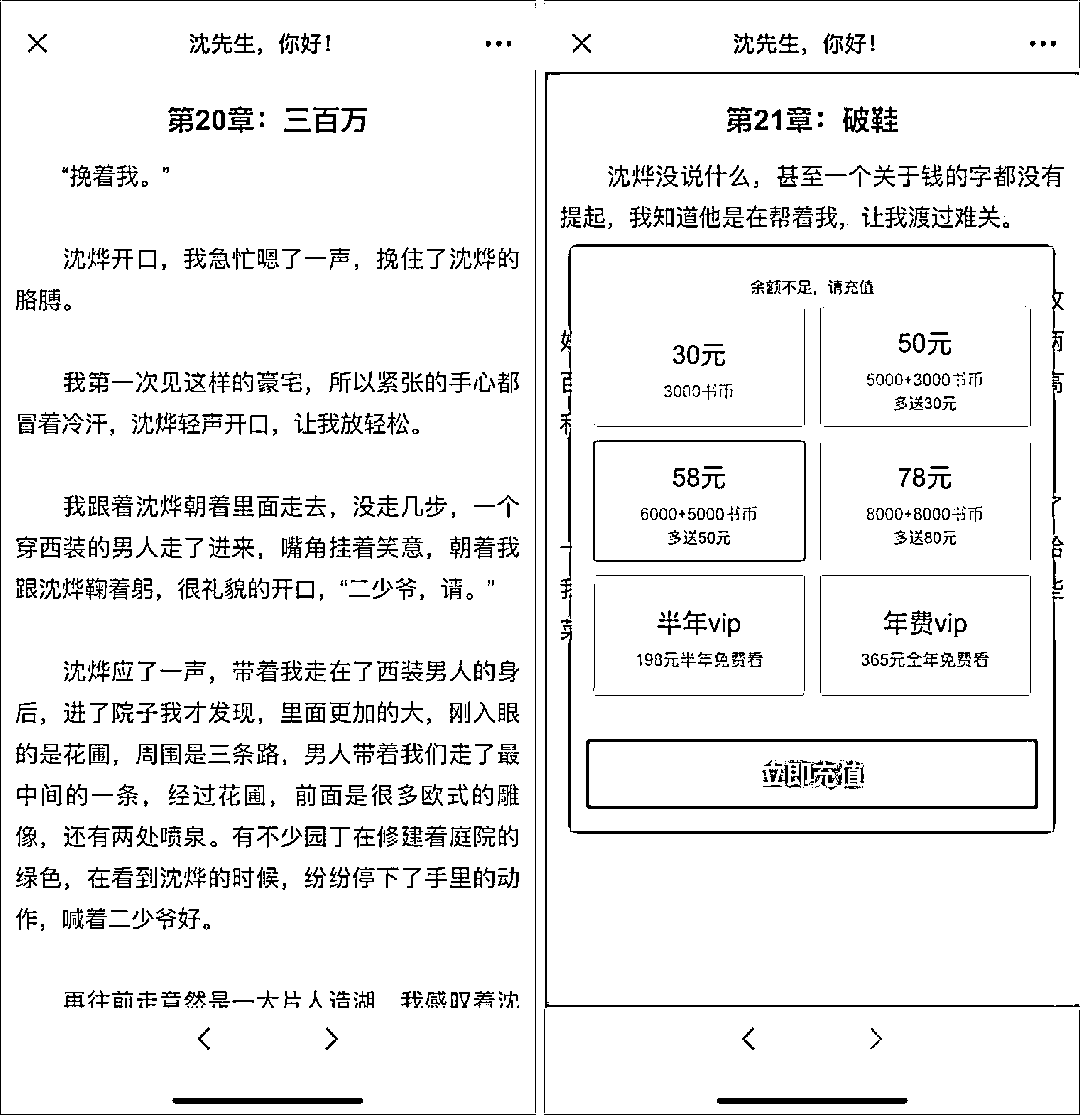 沈先生，你好！
第20章：三百万
“挽着我。”
沈烨开口，我急忙嗯了一声，挽住了沈烨的
胳膊。
我第一次见这样的豪宅，所以紧张的手心都
冒着冷汗，沈烨轻声开口，让我放轻松。
我跟着沈烨朝着里面走去，没走几步，一个
穿西装的男人走了进来，嘴角挂着笑意，朝着我
跟沈烨鞠着躬，很礼貌的开口，“二少爷，请。”
沈烨应了一声，带着我走在了西装男人的身
后，进了院子我才发现，里面更加的大，刚入眼
的是花圃，周围是三条路，男人带着我们走了最
中间的一条，经过花圃，前面是很多欧式的雕
像，还有两处喷泉。有不少园丁在修建着庭院的
绿色，在看到沈烨的时候，纷纷停下了手里的动
作，喊着二少爷好。
再往前走竟然是一大片人造湖，我感叹着沈
沈先生，你好！
第21章：破鞋
沈烨没说什么，甚至一个关于钱的字都没有
提起，我知道他是在帮着我，让我渡过难关。
余额不足，请充值
30元
3000书币
50元
5000+3000书币
多送30元
58元
6000+5000书币
多送50元
78元
8000+8000书币
多送80元
半年vip
198元半年免费看
年费vip
365元全年免费看
立即充值